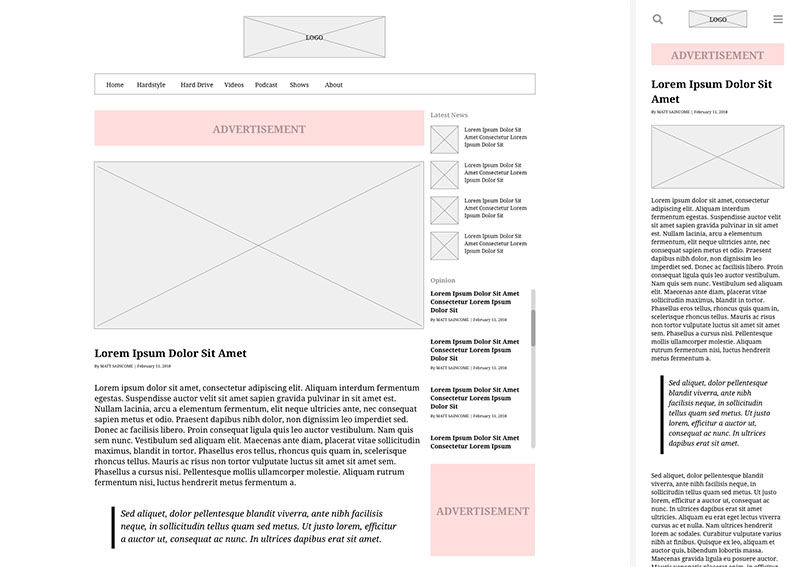 LOGO
Home Hardstyle Hard Drive Videos Podcast Shows About
ADVERTISEMENT
Lorem Ipsum Dolor Sit Amet
By MATT SAINCOME | February 13, 2018
Lorem ipsum dolor sit amet, consectetur adipiscing elit. Aliquam interdum fermentum
egestas. Suspendisse auctor velit sit amet sapien gravida pulvinar in sit amet est.
Nullam lacinia, arcu a elementum fermentum, elit neque ultricies ante, nec consequat
metus et odio. Praesent dapibus nibh dolor, non dignissim leo imperdiet sed. Donec ac
facilisis libero. Proin consequat ligula quis leo auctor vulputate. Nam quis
sem nunc. Vestibulum sed aliquam elit. Maecenas ante diam, placerat vitae sollicitudin
maximus, blandit in tortor. Phasellus eros tellus, rhoncus quis quam in, scelerisque
rhoncus tellus. Mauris ac risus non tortor vulputate luctus sit amet sit amet sem.
Phasellus a cursus nisi. Pellentesque mollis ullamcorper molestie. Aliquam
rutrum fermentum nisi, luctus hendrerit metus fermentum a.
Sed aliquet, dolor pellentesque blandit viverra, ante nibh facilisis
neque, in sollicitudin tellus quam sed metus. Ut justo lorem, efficitur
a auctor ut, consequat ac nunc. In ultrices dapibus erat sit amet.
Latest News
Lorem Ipsum Dolor Sit
Amet Consectetur Lorem
Ipsum Dolor Sit
Lorem Ipsum Dolor Sit
Amet Consectetur Lorem
Ipsum Dolor Sit
Lorem Ipsum Dolor Sit
Amet Consectetur Lorem
Ipsum Dolor Sit
Lorem Ipsum Dolor Sit
Amet Consectetur Lorem
Ipsum Dolor Sit
Opinion
Lorem Ipsum Dolor Sit Amet
Consectetur Lorem Ipsum
Dolor Sit
By MATT SAINCOME | February 13, 2018
Lorem Ipsum Dolor Sit Amet
Consectetur Lorem Ipsum
Dolor Sit
By MATT SAINCOME | February 13, 2018
Lorem Ipsum Dolor Sit Amet
Consectetur Lorem Ipsum
Dolor Sit
By MATT SAINCOME | February 13, 2018
Lorem Ipsum Dolor Sit Amet
Consectetur Lorem Ipsum
ADVERTISEMENT
LOGO
ADVERTISEMENT
Lorem Ipsum Dolor Sit
Amet
By MATT SAINCOME | February 13, 2018
Lorem ipsum dolor sit amet, consectetur
adipiscing elit. Aliquam interdum
fermentum egestas. Suspendisse auctor velit
sit amet sapien gravida pulvinar in sit amet
est. Nullam lacinia, arcu a elementum
fermentum, elit neque ultricies ante, nec
consequat metus et odio. Praesent
dapibus nibh dolor, non dignissim leo
imperdiet sed. Donec ac facilisis libero. Proin
consequat ligula quis leo auctor vulputate.
Nam quis sem nunc. Vestibulum sed aliquam
elit. Maecenas ante diam, placerat vitae
sollicitudin maximus, blandit in tortor.
Phasellus eros tellus, rhoncus quis quam in,
scelerisque rhoncus tellus. Mauris ac risus
non tortor vulputate luctus sit amet sit amet
sem. Phasellus a cursus nisi. Pellentesque
mollis ullamcorper molestie. Aliquam
rutrum fermentum nisi, luctus hendrerit
metus fermentum a.
Sed aliquet, dolor pellentesque
blandit viverra, ante nibh
facilisis neque, in sollicitudin
tellus quam sed metus. Ut justo
lorem, efficitur a auctor ut,
consequat ac nunc. In ultrices
dapibus erat sit amet.
Sed aliquet, dolor pellentesque blandit
viverra, ante nibh facilisis neque, in
sollicitudin tellus quam sed metus. Ut justo
lorem, efficitur a auctor ut, consequat ac
nunc. In ultrices dapibus erat sit amet
maximus. Aliquam eu erat eget lectus viverra
cursus ac et nulla. Nam ultrices hendrerit
lorem ac sodales. Curabitur vulputate varius
nibh at finibus. Quisque ex leo, aliquam et
auctor quis, bibendum lobortis mauris.
Aenean gravida ligula eu posuere auctor.